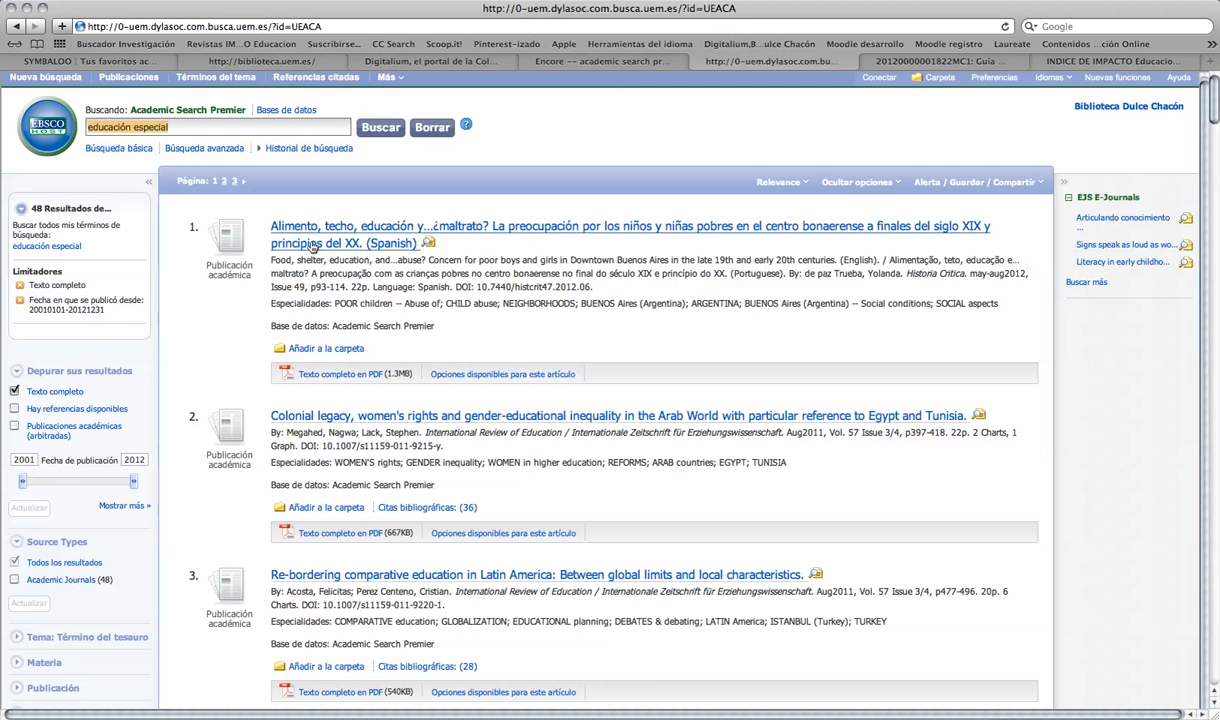 http://0-uem.dylasoc.com.busca.uem.es/?id=UEACA
http://0-uem.dylasoc.com.busca.uem.es/?id=UEACA
Google
Buscador Investigación Revistas IM...O Educacion Suscribirse... CC Search Scoop.it! Pinterest-izado Apple Herramientas del idioma Digitalium,B...ulce Chacón Moodle desarrollo Moodle registro Laureate Contenidos ...ción Online
SYMBALOO | Tus favoritos ac... http://biblioteca.uem.es/ Digitalium, el portal de la Col... Encore -- academic search pr... http://0-uem.dylasoc.com.bu... 20120000001822MC1: Guía ... INDICE DE IMPACTO Educacio...
Nueva búsqueda Publicaciones Términos del tema Referencias citadas Más Conectar Carpeta Preferencias Idiomas Nuevas funciones Ayuda
EBSCO
HOST
Buscando: Academic Search Premier Bases de datos
educación especial Buscar Borrar ?
Búsqueda básica Búsqueda avanzada Historial de búsqueda
Biblioteca Dulce Chacón
«
48 Resultados de...
Buscar todos mis términos de
búsqueda:
educación especial
Limitadores
Texto completo
Fecha en que se publicó desde:
20010101-20121231
Depurar sus resultados
Texto completo
Hay referencias disponibles
Publicaciones académicas
(arbitradas)
2001 Fecha de publicación 2012
Mostrar más »
Actualizar
Source Types
Todos los resultados
Academic Journals (48)
Actualizar
Tema: Término del tesauro
Materia
Publicación
Página: 1 2 3 Relevance Ocultar opciones Alerta / Guardar / Compartir
1.
Publicación
académica
Alimento, techo, educación y...¿maltrato? La preocupación por los niños y niñas pobres en el centro bonaerense a finales del siglo XIX y
principios del XX. (Spanish)
Food, shelter, education, and...abuse? Concern for poor boys and girls in Downtown Buenos Aires in the late 19th and early 20th centuries. (English). / Alimentação, teto, educação e...
maltrato? A preocupação com as crianças pobres no centro bonaerense no final do século XIX e princípio do XX. (Portuguese). By: de paz Trueba, Yolanda. Historia Critica. may-aug2012,
Issue 49, p93-114. 22p. Language: Spanish. DOI: 10.7440/histcrit47.2012.06.
Especialidades: POOR children -- Abuse of; CHILD abuse; NEIGHBORHOODS; BUENOS Aires (Argentina); ARGENTINA; BUENOS Aires (Argentina) -- Social conditions; SOCIAL aspects
Base de datos: Academic Search Premier
Añadir a la carpeta
Texto completo en PDF (1.3MB) Opciones disponibles para este artículo
2.
Publicación
académica
Colonial legacy, women's rights and gender-educational inequality in the Arab World with particular reference to Egypt and Tunisia.
By: Megahed, Nagwa; Lack, Stephen. International Review of Education / Internationale Zeitschrift für Erziehungswissenschaft. Aug2011, Vol. 57 Issue 3/4, p397-418. 22p. 2 Charts, 1
Graph. DOI: 10.1007/s11159-011-9215-y.
Especialidades: WOMEN'S rights; GENDER inequality; WOMEN in higher education; REFORMS; ARAB countries; EGYPT; TUNISIA
Base de datos: Academic Search Premier
Añadir a la carpeta Citas bibliográficas: (36)
Texto completo en PDF (667KB) Opciones disponibles para este artículo
3.
Publicación
académica
Re-bordering comparative education in Latin America: Between global limits and local characteristics.
By: Acosta, Felicitas; Perez Centeno, Cristian. International Review of Education / Internationale Zeitschrift für Erziehungswissenschaft. Aug2011, Vol. 57 Issue 3/4, p477-496. 20p. 6
Charts. DOI: 10.1007/s11159-011-9220-1.
Especialidades: COMPARATIVE education; GLOBALIZATION; EDUCATIONAL planning; DEBATES & debating; LATIN America; ISTANBUL (Turkey); TURKEY
Base de datos: Academic Search Premier
Añadir a la carpeta Citas bibliográficas: (28)
Texto completo en PDF (540KB) Opciones disponibles para este artículo
»
EJS E-Journals
Articulando conocimiento
...
Signs speak as loud as wo...
Literacy in early childho...
Buscar más